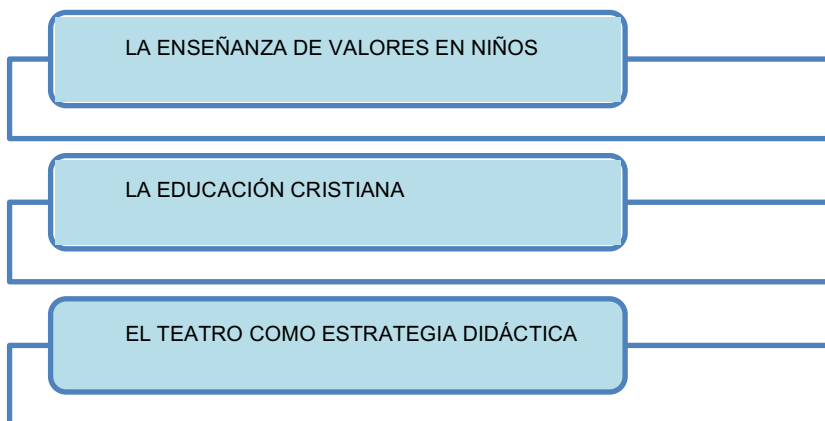 LA ENSEÑANZA DE VALORES EN NIÑOS
LA EDUCACIÓN CRISTIANA
EL TEATRO COMO ESTRATEGIA DIDÁCTICA